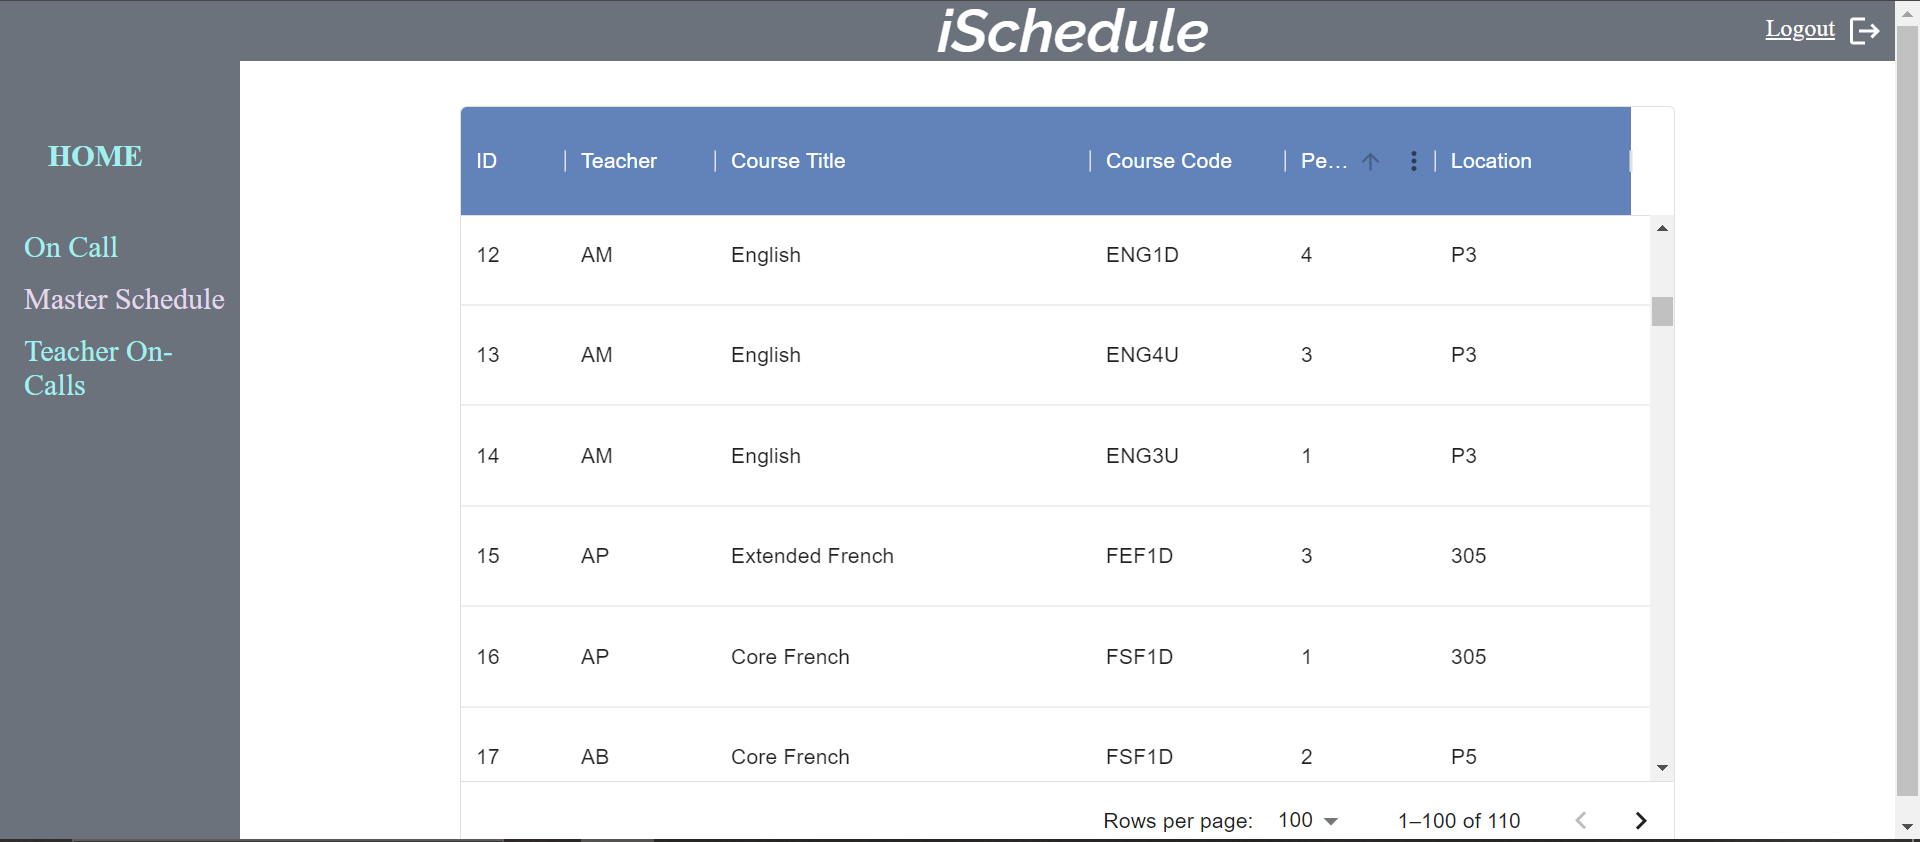 iSchedule
Logout
HOME
On Call
Master Schedule
Teacher On-
Calls
ID Teacher Course Title Course Code Pe... Location
12 AM English ENG1D 4 P3
13 AM English ENG4U 3 P3
14 AM English ENG3U 1 P3
15 AP Extended French FEF1D 3 305
16 AP Core French FSF1D 1 305
17 AB Core French FSF1D 2 P5
Rows per page: 100 1–100 of 110